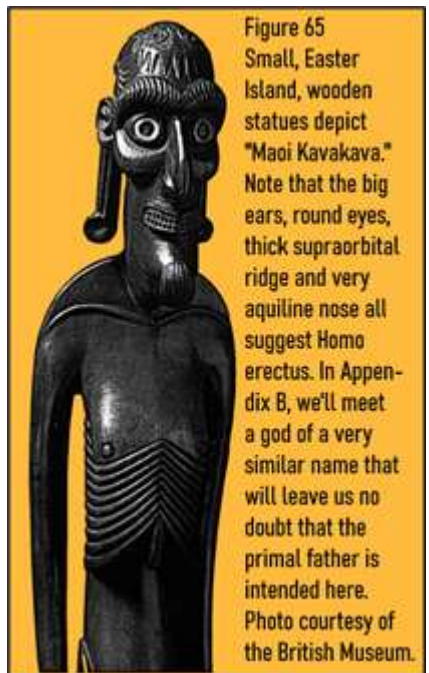 Figure 65
Small, Easter
Island, wooden
statues depict
"Maoi Kavakava."
Note that the big
ears, round eyes,
thick supraorbital
ridge and very
aquiline nose all
suggest Homo
erectus. In Appen-
dix B, we'll meet
a god of a very
similar name that
will leave us no
doubt that the
primal father is
intended here.
Photo courtesy of
the British Museum.